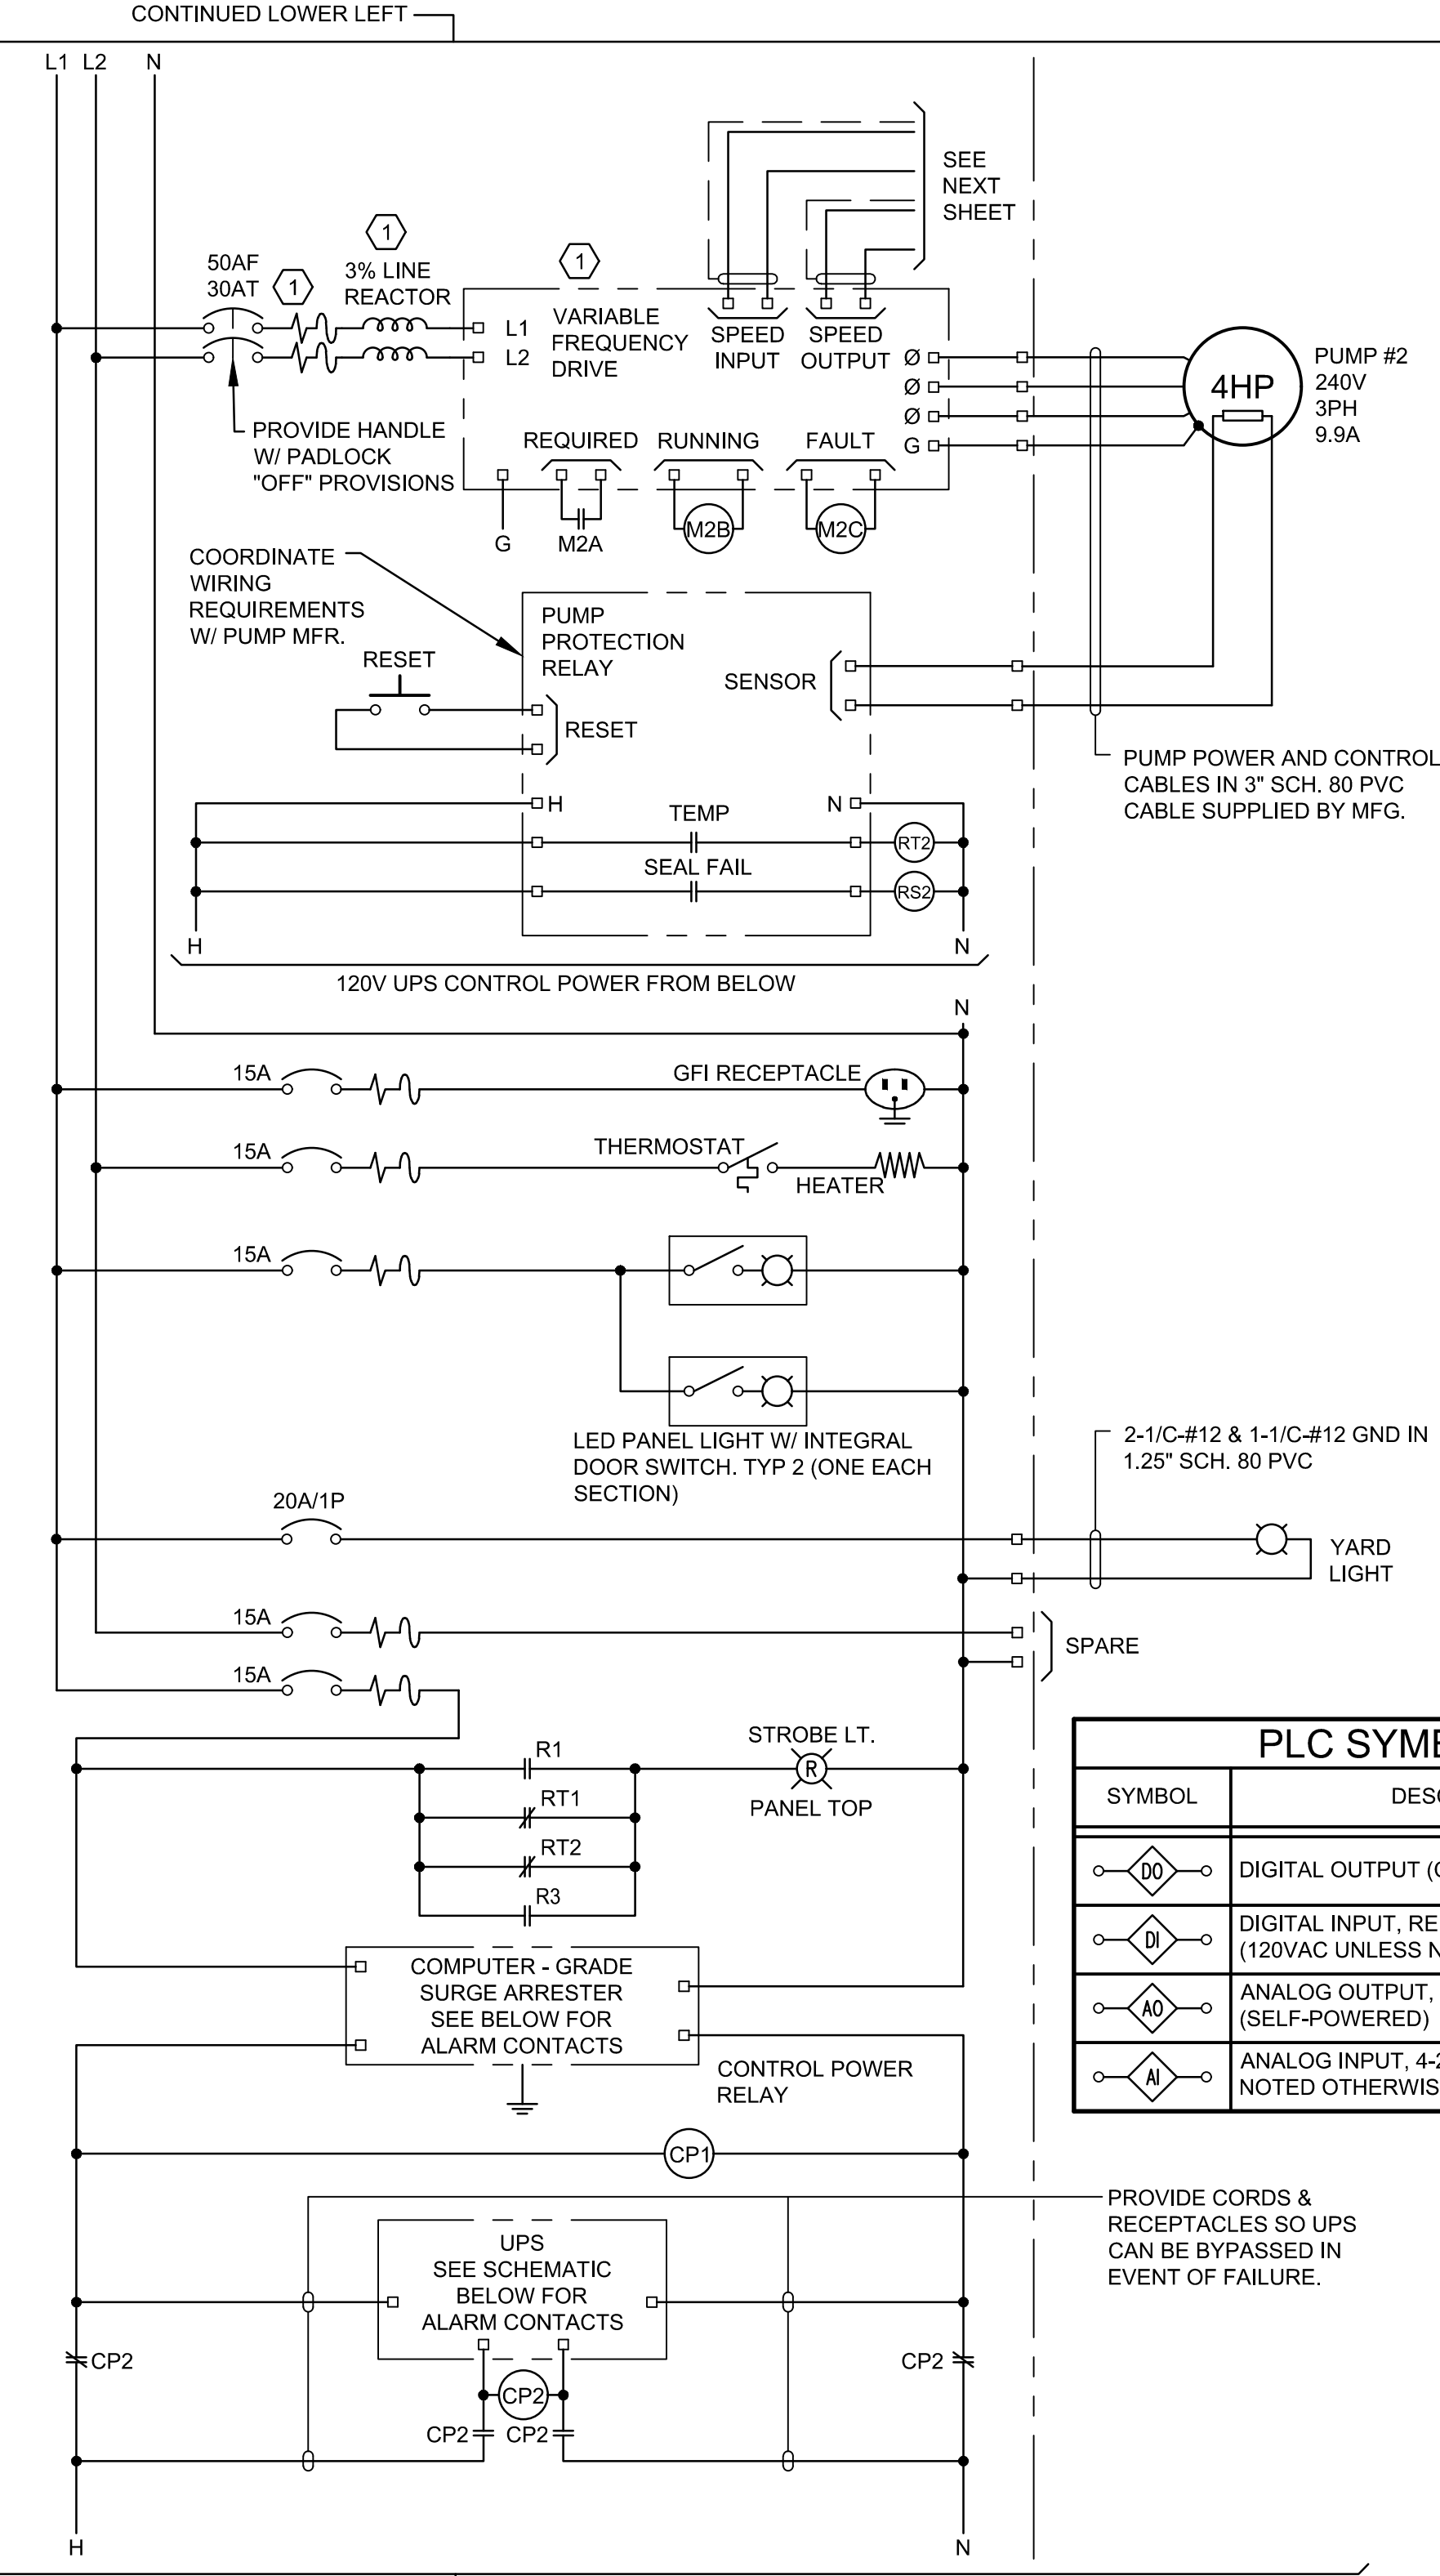 CONTINUED LOWER LEFT
L1 L2 N
SEE
NEXT
SHEET
50AF
30AT
1
1
3% LINE
REACTOR
1
L1
L2
VARIABLE
FREQUENCY
DRIVE
SPEED
INPUT
SPEED
OUTPUT
Ø
Ø
Ø
G
4HP
PUMP #2
240V
3PH
9.9A
PROVIDE HANDLE
W/ PADLOCK
"OFF" PROVISIONS
REQUIRED
RUNNING
FAULT
G
M2A
M2B
M2C
COORDINATE
WIRING
REQUIREMENTS
W/ PUMP MFR.
RESET
PUMP
PROTECTION
RELAY
SENSOR
RESET
PUMP POWER AND CONTROL
CABLES IN 3" SCH. 80 PVC
CABLE SUPPLIED BY MFG.
H
N
TEMP
RT2
SEAL FAIL
RS2
H
N
120V UPS CONTROL POWER FROM BELOW
N
15A
GFI RECEPTACLE
15A
THERMOSTAT
HEATER
15A
LED PANEL LIGHT W/ INTEGRAL
DOOR SWITCH. TYP 2 (ONE EACH
SECTION)
2-1/C-#12 & 1-1/C-#12 GND IN
1.25" SCH. 80 PVC
20A/1P
YARD
LIGHT
15A
SPARE
15A
R1
STROBE LT.
R
PANEL TOP
RT1
RT2
R3
PLC SYM
SYMBOL
DES
DO
DIGITAL OUTPUT (
DI
DIGITAL INPUT, RE
(120VAC UNLESS N
AO
ANALOG OUTPUT,
(SELF-POWERED)
AI
ANALOG INPUT, 4-2
NOTED OTHERWIS
COMPUTER - GRADE
SURGE ARRESTER
SEE BELOW FOR
ALARM CONTACTS
CONTROL POWER
RELAY
CP1
PROVIDE CORDS &
RECEPTACLES SO UPS
CAN BE BYPASSED IN
EVENT OF FAILURE.
UPS
SEE SCHEMATIC
BELOW FOR
ALARM CONTACTS
CP2
CP2
CP2
CP2
CP2
H
N